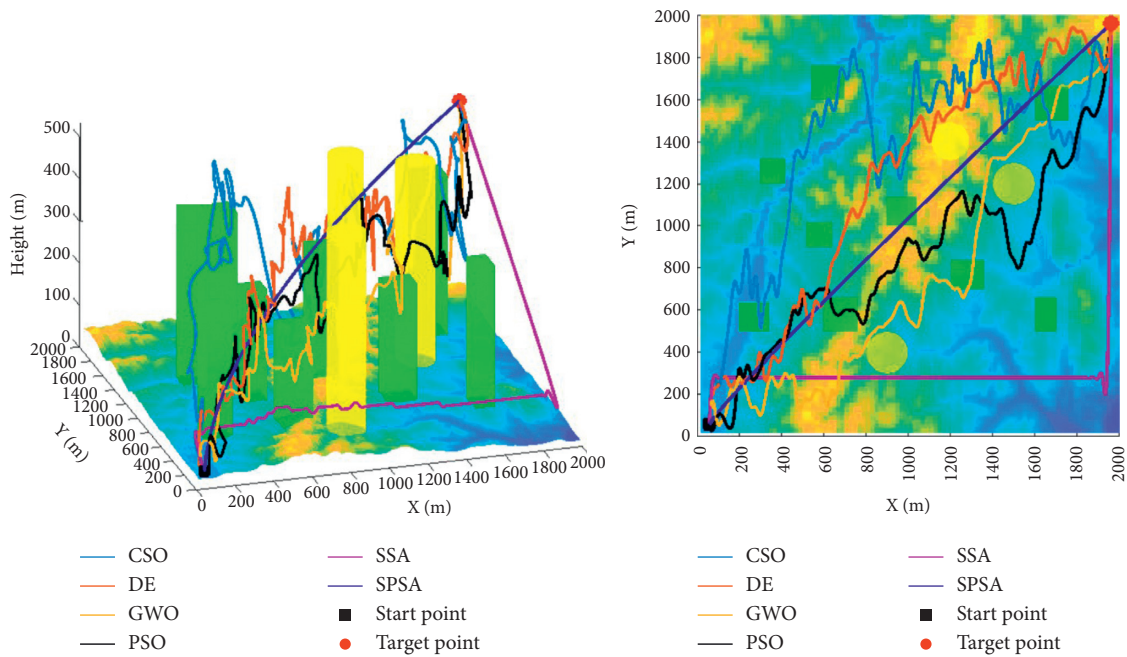 500
400
300
200
100
0
Height (m)
2000
1800
1600
1400
1200
1000
800
600
400
200
0
Y (m)
0
200
400
600
800
1000
1200
1400
1600
1800
2000
X (m)
CSO
DE
GWO
PSO
SSA
SPSA
Start point
Target point
2000
1800
1600
1400
1200
1000
800
600
400
200
0
Y (m)
0
200
400
600
800
1000
1200
1400
1600
1800
2000
X (m)
CSO
DE
GWO
PSO
SSA
SPSA
Start point
Target point